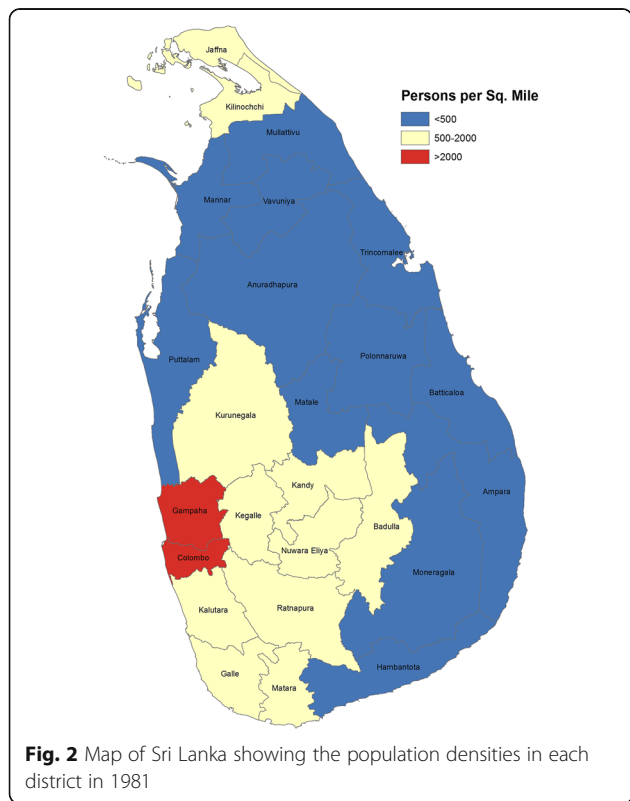 Jaffna
Kilinochchi
Persons per Sq. Mile
<500
500-2000
>2000
Mullattivu
Mannar
Vavuniya
Trincomalee
Anuradhapura
Puttalam
Polonnaruwa
Matale
Batticaloa
Kurunegala
Kandy
Ampara
Gampaha
Kegalle
Badulla
Nuwara Eliya
Colombo
Moneragala
Kalutara
Ratnapura
Hambantota
Galle
Matara
Fig. 2 Map of Sri Lanka showing the population densities in each
district in 1981